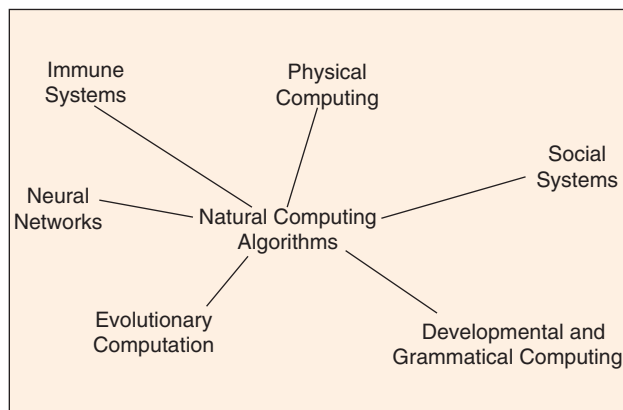 Immune
Systems
Physical
Computing
Social
Systems
Neural
Networks
Natural Computing
Algorithms
Evolutionary
Computation
Developmental and
Grammatical Computing